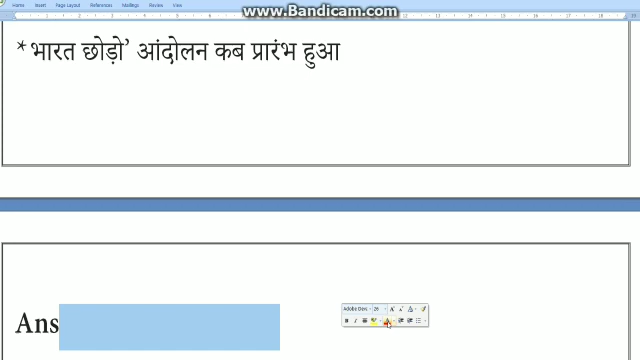 www.Bandicam.com
Home Insert Page Layout References Mailings Review View
*भारत छोड़ो’ आंदोलन कब प्रारंभ हुआ
Ans